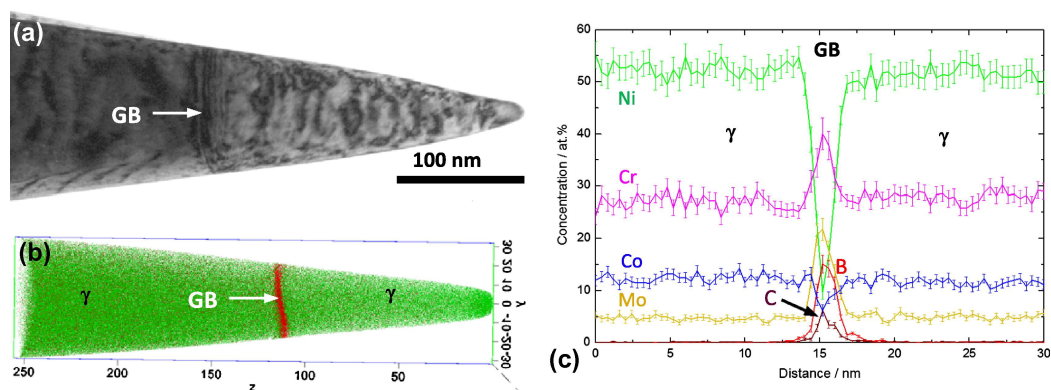 (a)
GB
100 nm
(b)
γ
GB
γ
30
20
10
0
-10
-20
-30
Y
250
200
150
100
50
z
60
50
40
30
20
10
0
Concentration / at.%
GB
Ni
γ
γ
Cr
Co
B
C
Mo
0
5
10
15
20
25
30
Distance / nm
(c)